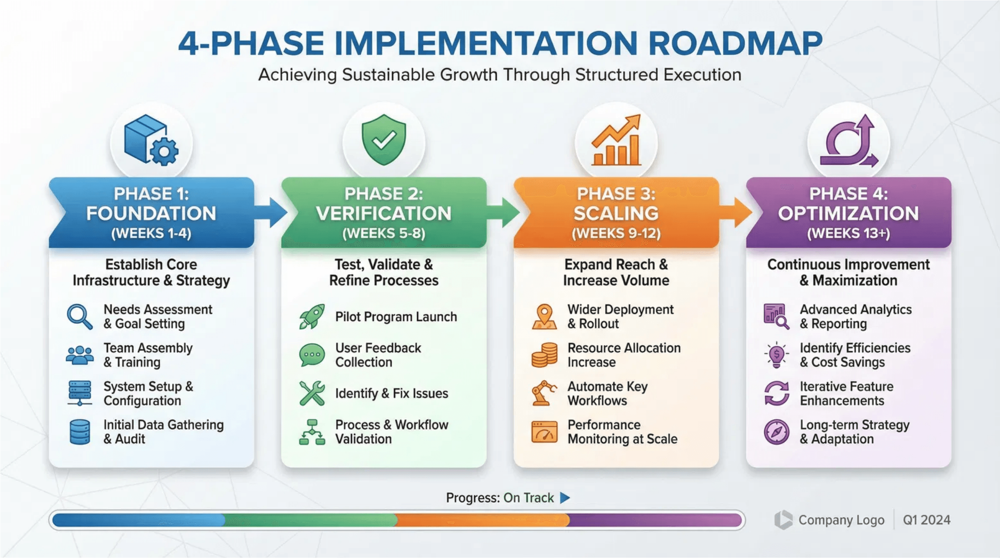 4-PHASE IMPLEMENTATION ROADMAP
Achieving Sustainable Growth Through Structured Execution
PHASE 1:
FOUNDATION
(WEEKS 1-4)
Establish Core
Infrastructure & Strategy
Needs Assessment
& Goal Setting
Team Assembly
& Training
System Setup &
Configuration
Initial Data Gathering
& Audit
PHASE 2:
VERIFICATION
(WEEKS 5-8)
Test, Validate &
Refine Processes
Pilot Program Launch
User Feedback
Collection
Identify & Fix Issues
Process & Workflow
Validation
PHASE 3:
SCALING
(WEEKS 9-12)
Expand Reach &
Increase Volume
Wider Deployment
& Rollout
Resource Allocation
Increase
Automate Key
Workflows
Performance
Monitoring at Scale
PHASE 4:
OPTIMIZATION
(WEEKS 13+)
Continuous Improvement
& Maximization
Advanced Analytics
& Reporting
Identify Efficiencies
& Cost Savings
$
Iterative Feature
Enhancements
Long-term Strategy
& Adaptation
Progress: On Track
Company Logo
Q1 2024